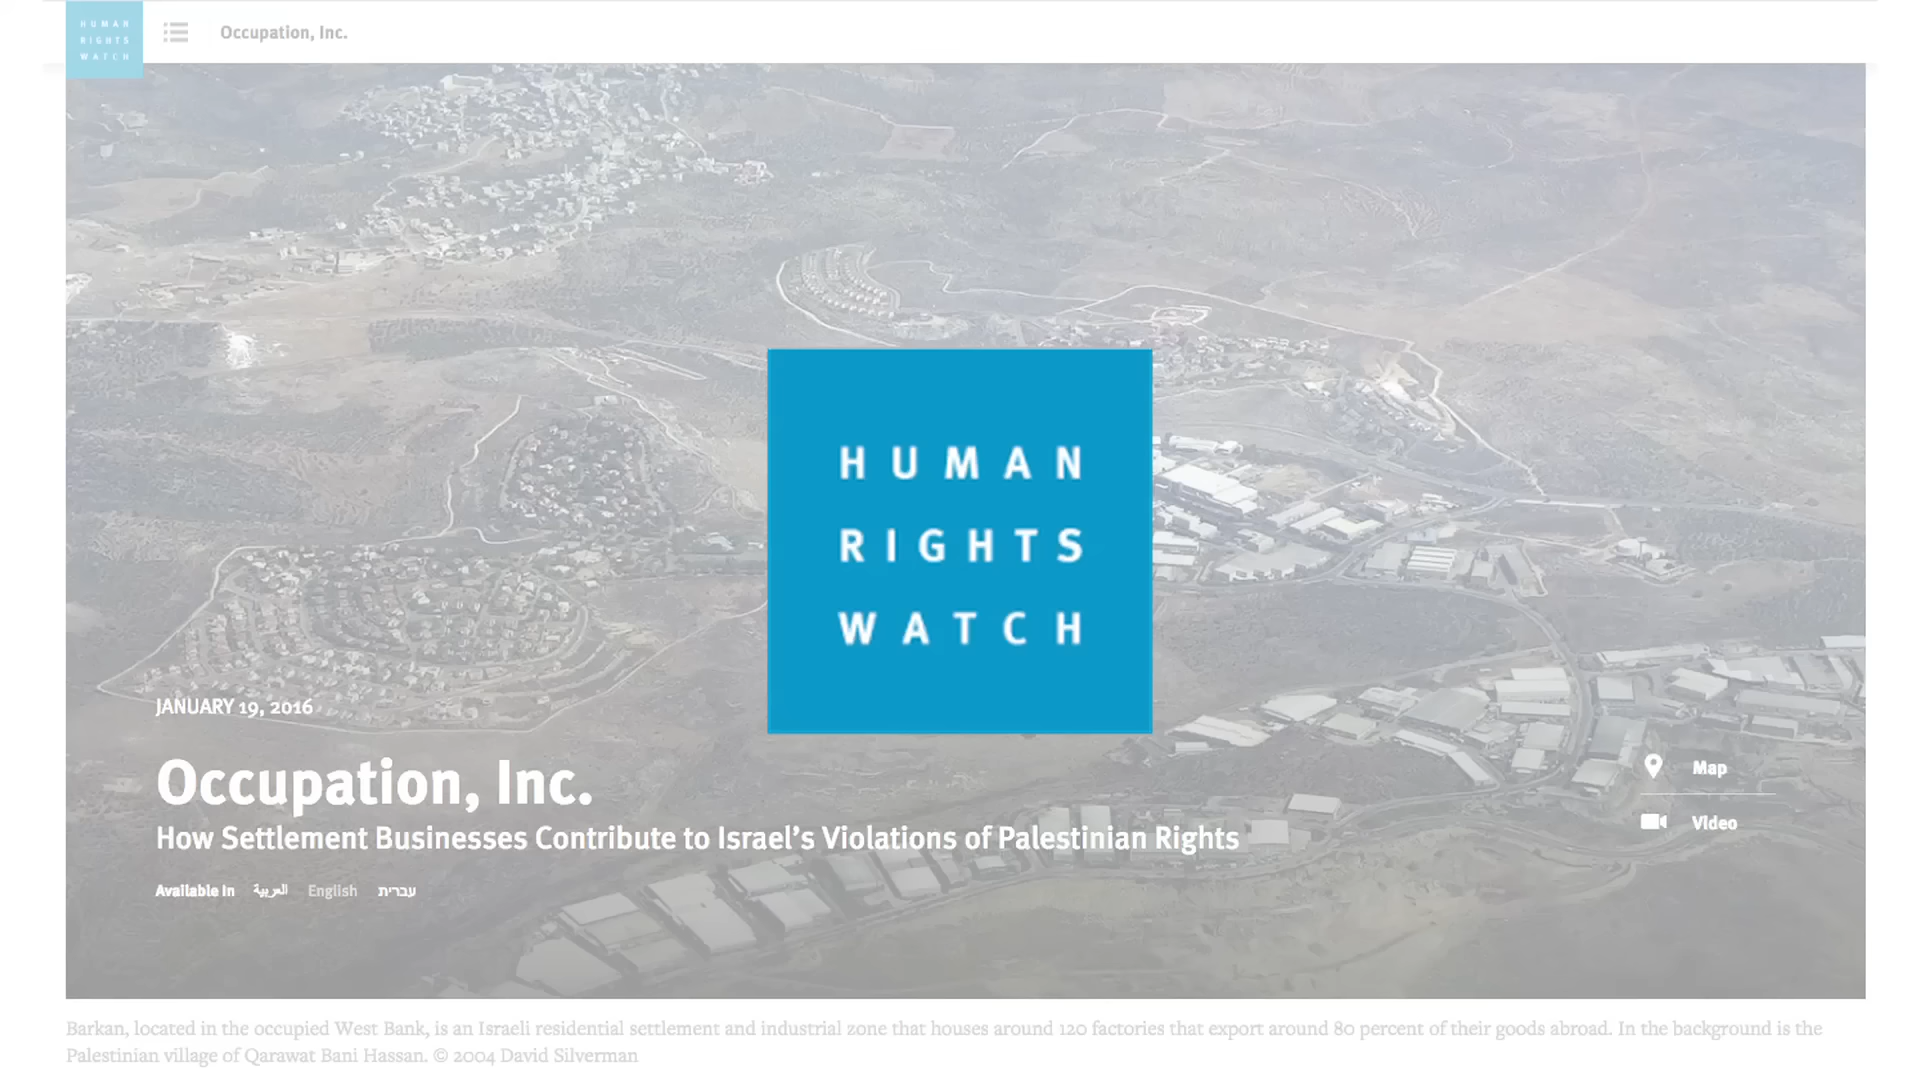 HUMAN
RIGHTS
WATCH
Occupation, Inc.
HUMAN
RIGHTS
WATCH
JANUARY 19, 2016
Occupation, Inc.
How Settlement Businesses Contribute to Israel’s Violations of Palestinian Rights
Available In العربية English עברית
Map
Video
Barkan, located in the occupied West Bank, is an Israeli residential settlement and industrial zone that houses around 120 factories that export around 80 percent of their goods abroad. In the background is the
Palestinian village of Qarawat Bani Hassan. © 2004 David Silverman